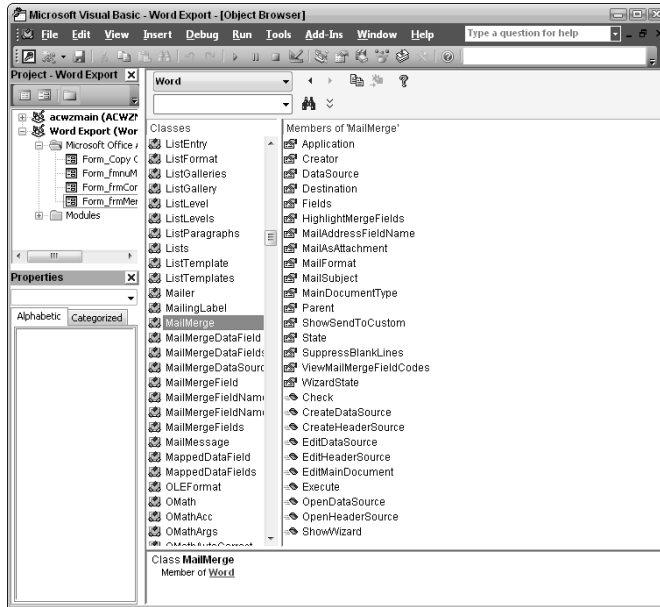 Microsoft Visual Basic - Word Export - [Object Browser]
File Edit View Insert Debug Run Tools Add-Ins Window Help
Type a question for help
Project - Word Export
acwzmain (ACWZM
Word Export (Wor
Microsoft Office
Form_Copy
Form_fmnuM
Form_frmCor
Form_frmMer
Modules
Properties
Alphabetic Categorized
Word
Classes
ListEntry
ListFormat
ListGalleries
ListGallery
ListLevel
ListLevels
ListParagraphs
Lists
ListTemplate
ListTemplates
Mailer
MailingLabel
MailMerge
MailMergeDataField
MailMergeDataFields
MailMergeDataSourc
MailMergeField
MailMergeFieldName
MailMergeFieldName
MailMergeFields
MailMessage
MappedDataField
MappedDataFields
OLEFormat
OMath
OMathAcc
OMathArgs
OMathAutoCorrect
Members of 'MailMerge'
Application
Creator
DataSource
Destination
Fields
HighlightMergeFields
MailAddressFieldName
MailAsAttachment
MailFormat
MailSubject
MainDocumentType
Parent
ShowSendToCustom
State
SuppressBlankLines
ViewMailMergeFieldCodes
WizardState
Check
CreateDataSource
CreateHeaderSource
EditDataSource
EditHeaderSource
EditMainDocument
Execute
OpenDataSource
OpenHeaderSource
ShowWizard
Class MailMerge
Member of Word